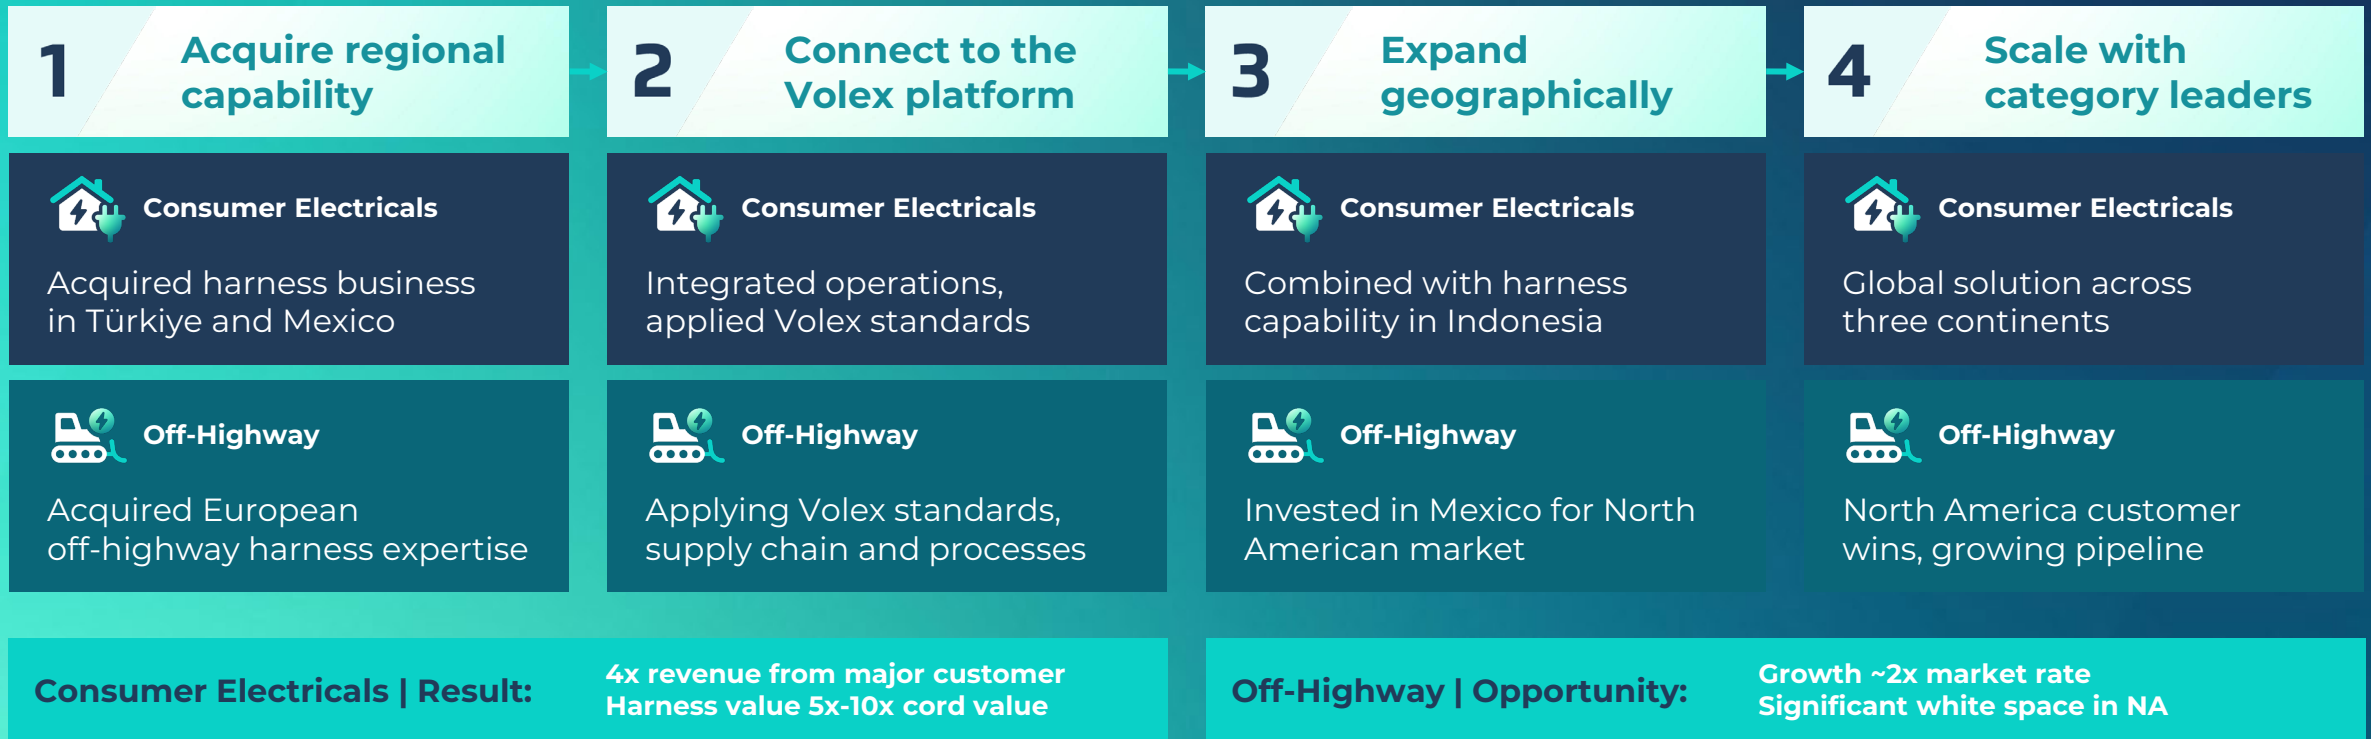 1
Acquire regional
capability
2
Connect to the
Volex platform
3
Expand
geographically
4
Scale with
category leaders
Consumer Electricals
Acquired harness business
in Türkiye and Mexico
Consumer Electricals
Integrated operations,
applied Volex standards
Consumer Electricals
Combined with harness
capability in Indonesia
Consumer Electricals
Global solution across
three continents
Off-Highway
Acquired European
off-highway harness expertise
Off-Highway
Applying Volex standards,
supply chain and processes
Off-Highway
Invested in Mexico for North
American market
Off-Highway
North America customer
wins, growing pipeline
Consumer Electricals | Result:
4x revenue from major customer
Harness value 5x-10x cord value
Off-Highway | Opportunity:
Growth ~2x market rate
Significant white space in NA